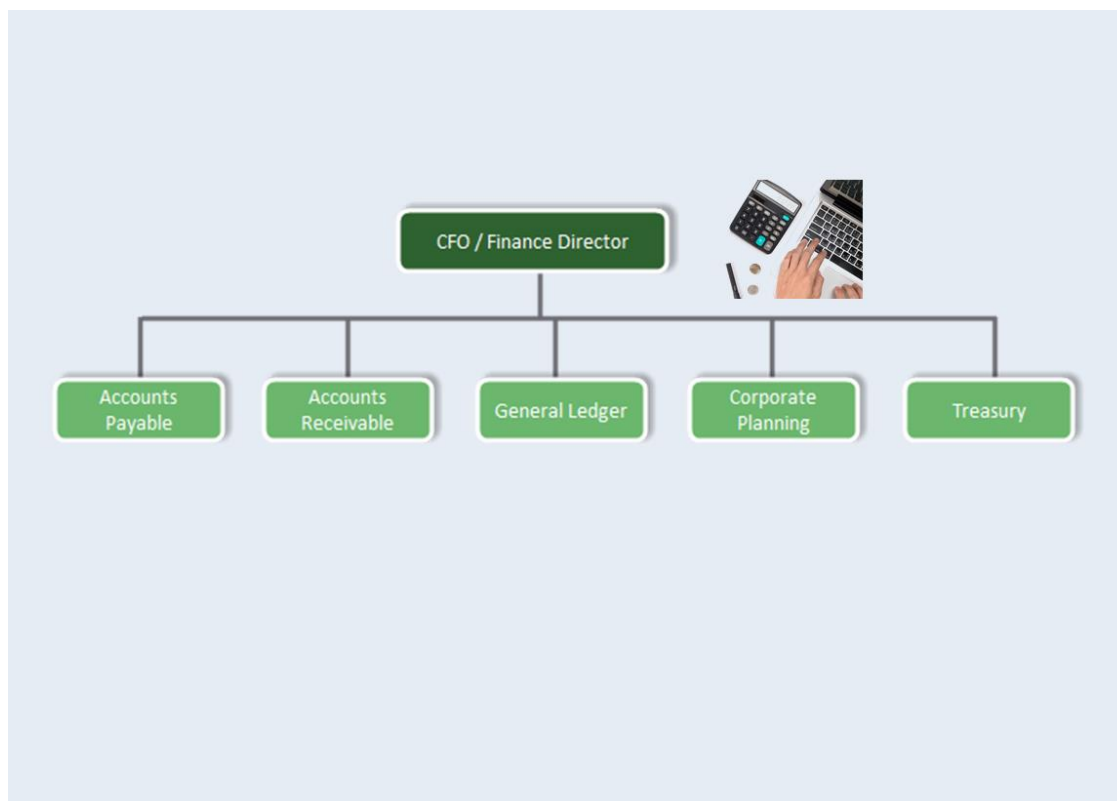 CFO / Finance Director
Accounts
Payable
Accounts
Receivable
General Ledger
Corporate
Planning
Treasury